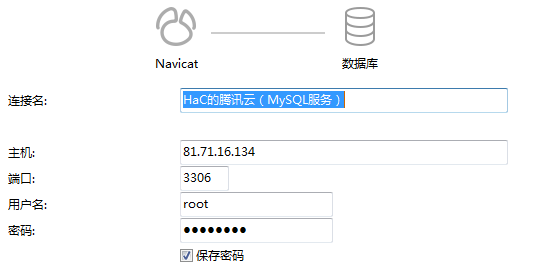 Navicat 数据库
连接名: HaC的腾讯云（MySQL服务）
主机: 81.71.16.134
端口: 3306
用户名: root
密码: ●●●●●●●●
保存密码